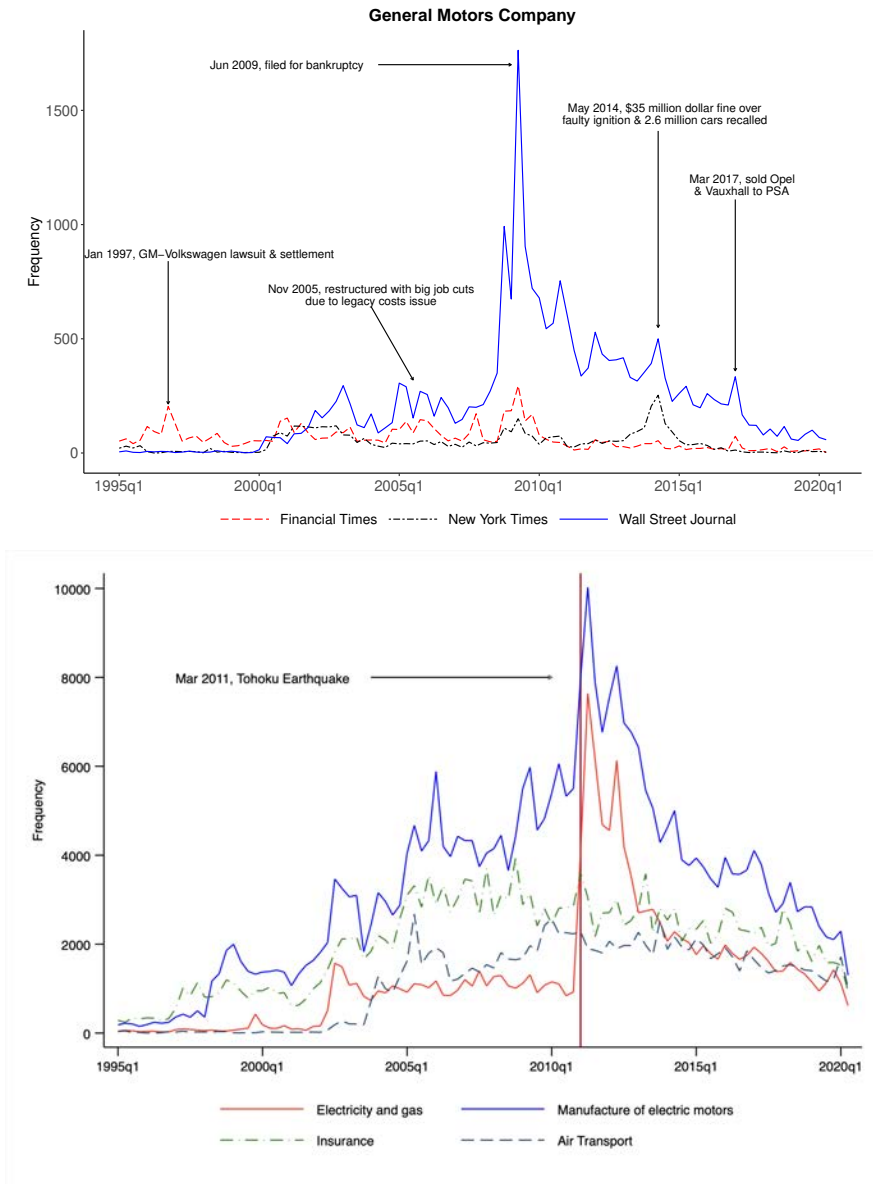 General Motors Company
Jun 2009, filed for bankruptcy
May 2014, $35 million dollar fine over
faulty ignition & 2.6 million cars recalled
Mar 2017, sold Opel
& Vauxhall to PSA
Jan 1997, GM−Volkswagen lawsuit & settlement
Nov 2005, restructured with big job cuts
due to legacy costs issue
Frequency
1500
1000
500
0
1995q1 2000q1 2005q1 2010q1 2015q1 2020q1
Financial Times New York Times Wall Street Journal
10000
8000
6000
4000
2000
0
Frequency
Mar 2011, Tohoku Earthquake
1995q1 2000q1 2005q1 2010q1 2015q1 2020q1
Electricity and gas Manufacture of electric motors
Insurance Air Transport